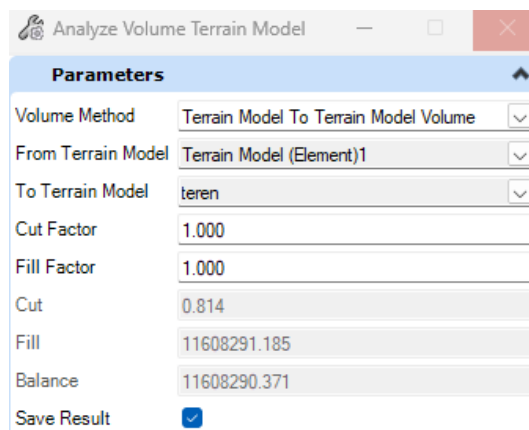 Analyze Volume Terrain Model
Parameters
Volume Method Terrain Model To Terrain Model Volume
From Terrain Model Terrain Model (Element)1
To Terrain Model teren
Cut Factor 1.000
Fill Factor 1.000
Cut 0.814
Fill 11608291.185
Balance 11608290.371
Save Result